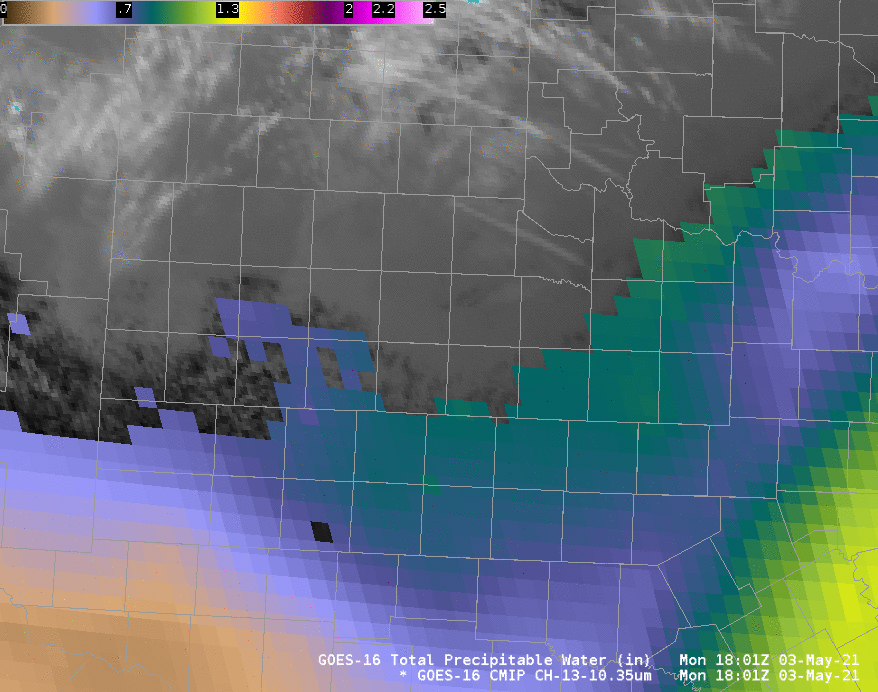 0 .7 1.3 2 2.2 2.5
GOES-16 Total Precipitable Water (in) Mon 18:01Z 03-May-21
* GOES-16 CMIP CH-13-10.35um Mon 18:01Z 03-May-21